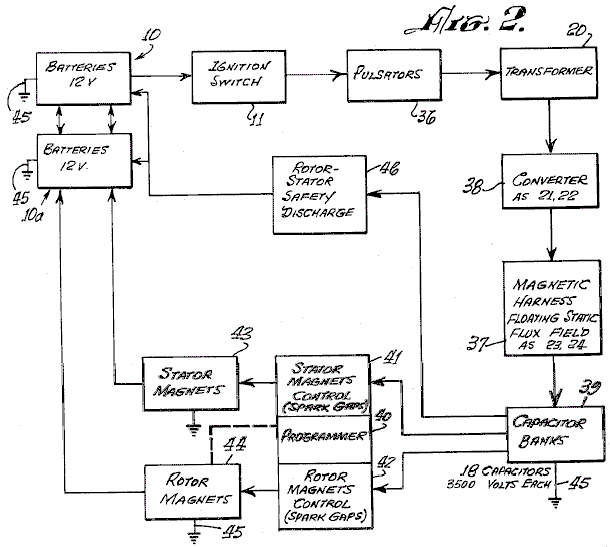 Fig. 2.
10
20
Batteries
12 V
Ignition
Switch
Pulsators
Transformer
45
11
36
Batteries
12 V.
45
10a
Rotor-
Stator
Safety
Discharge
46
38
Converter
as 21, 22
Magnetic
Harness
Floating Static
Flux Field
as 23, 24
37
43
Stator
Magnets
Stator
Magnets
Control
(Spark Gaps)
41
39
Capacitor
Banks
Programmer
40
44
42
Rotor
Magnets
Rotor
Magnets
Control
(Spark Gaps)
18 Capacitors
3500 Volts Each
45
45